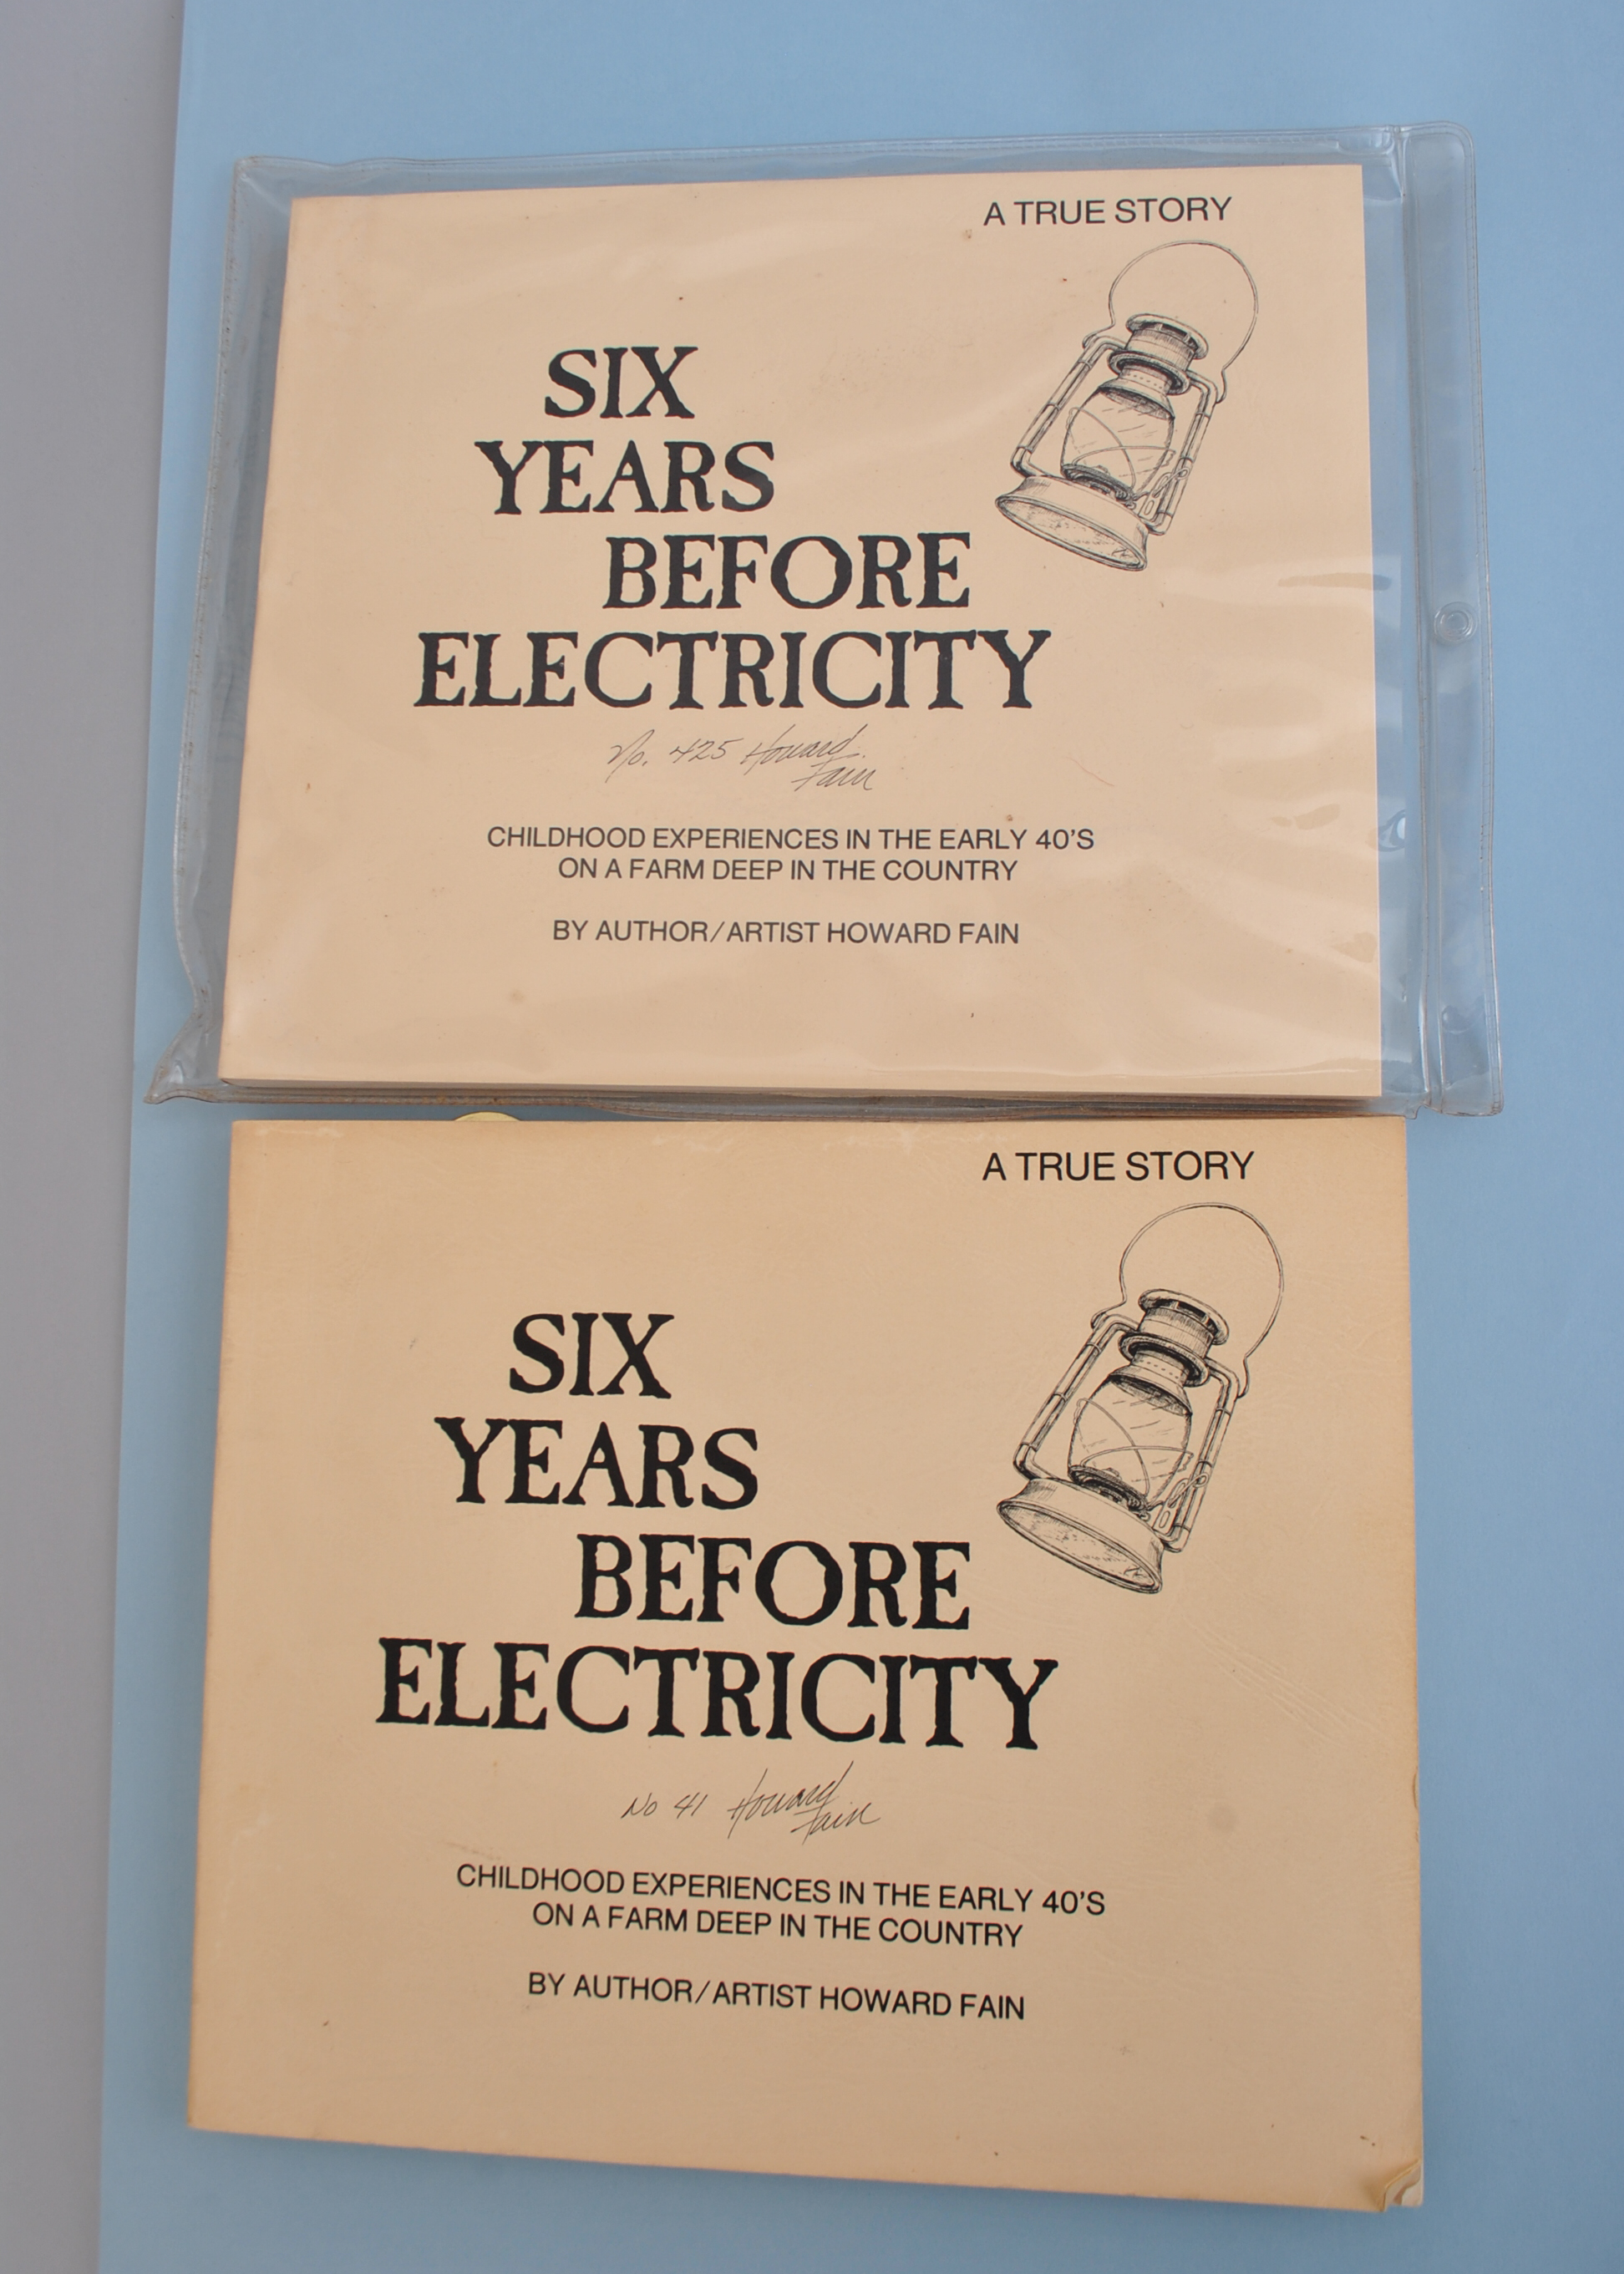 A TRUE STORY
SIX
YEARS
BEFORE
ELECTRICITY
No. 425 Howard
Fain
CHILDHOOD EXPERIENCES IN THE EARLY 40'S
ON A FARM DEEP IN THE COUNTRY
BY AUTHOR/ARTIST HOWARD FAIN
A TRUE STORY
SIX
YEARS
BEFORE
ELECTRICITY
No 41 Howard
Fain
CHILDHOOD EXPERIENCES IN THE EARLY 40'S
ON A FARM DEEP IN THE COUNTRY
BY AUTHOR/ARTIST HOWARD FAIN